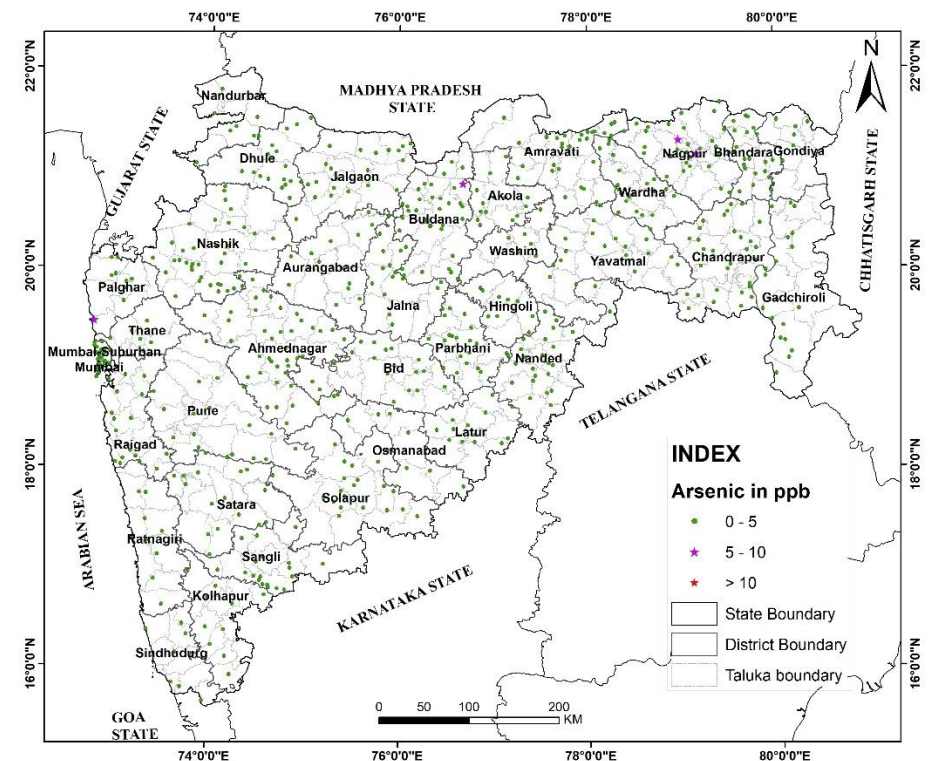 74°0'0"E 76°0'0"E 78°0'0"E 80°0'0"E
22°0'0"N
22°0'0"N
N
Nandurbar
MADHYA PRADESH
STATE
GUJARAT STATE
Dhule
Jalgaon
Amravati
Nagpur
Bhandara
Gondiya
CHHATISGARH STATE
Buldana
Akola
Wardha
Nashik
Aurangabad
Washim
Yavatmal
Chandrapur
20°0'0"N
20°0'0"N
Palghar
Jalna
Hingoli
Gadchiroli
Thane
Mumbai Suburban
Mumbai
Ahmednagar
Parbhani
Bid
Nanded
TELANGANA STATE
Pune
Raigad
Latur
Osmanabad
18°0'0"N
18°0'0"N
ARABIAN SEA
Satara
Solapur
Ratnagiri
Sangli
Kolhapur
KARNATAKA STATE
Sindhudurg
16°0'0"N
16°0'0"N
INDEX
Arsenic in ppb
0 - 5
5 - 10
> 10
State Boundary
District Boundary
Taluka boundary
GOA
STATE
0 50 100 200
KM
74°0'0"E 76°0'0"E 78°0'0"E 80°0'0"E